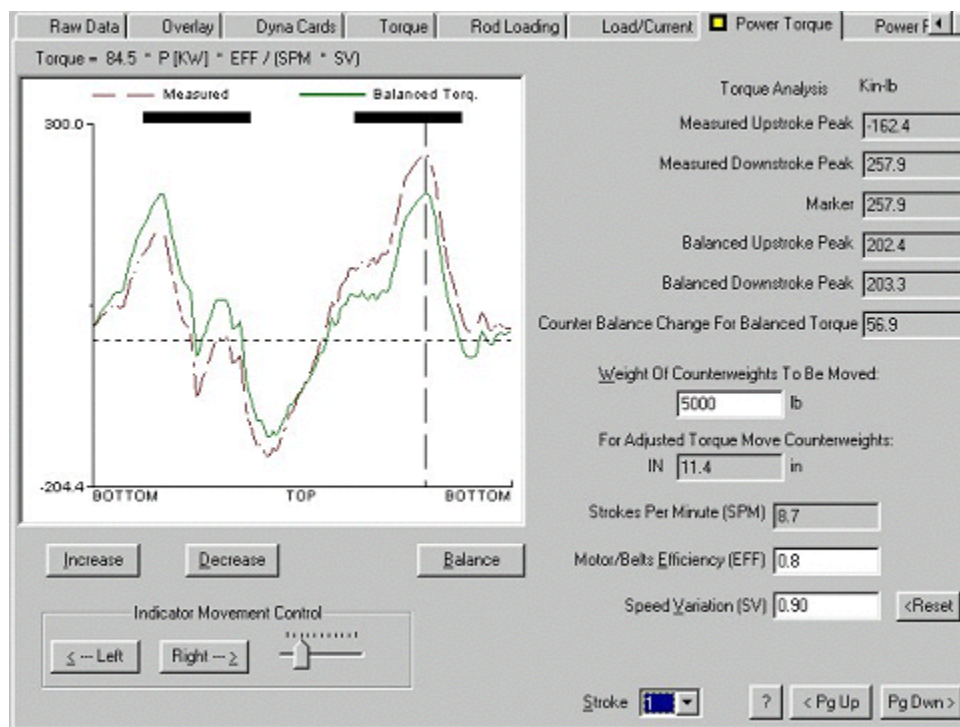 Raw Data Overlay Dyna Cards Torque Rod Loading Load/Current Power Torque Power
Torque = 84.5 * P [KW] * EFF / (SPM * SV)
Measured Balanced Torq.
300.0
-204.4
BOTTOM TOP BOTTOM
Increase Decrease Balance
Indicator Movement Control
< --- Left Right --- >
Torque Analysis Kin-lb
Measured Upstroke Peak -162.4
Measured Downstroke Peak 257.9
Marker 257.9
Balanced Upstroke Peak 202.4
Balanced Downstroke Peak 203.3
Counter Balance Change For Balanced Torque 56.9
Weight Of Counterweights To Be Moved:
5000 lb
For Adjusted Torque Move Counterweights:
IN 11.4 in
Strokes Per Minute (SPM) 8.7
Motor/Belts Efficiency (EFF) 0.8
Speed Variation (SV) 0.90 <Reset
Stroke 1 ? < Pg Up Pg Dwn >